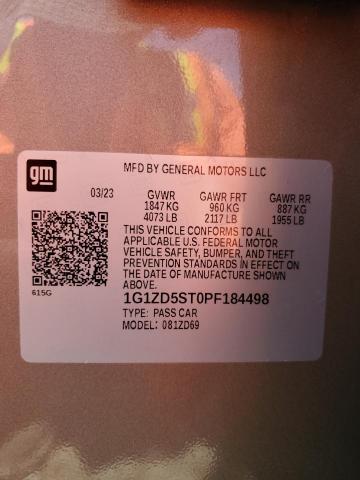 gm
MFD BY GENERAL MOTORS LLC
03/23 GVWR GAWR FRT GAWR RR
1847 KG 960 KG 887 KG
4073 LB 2117 LB 1955 LB
THIS VEHICLE CONFORMS TO ALL
APPLICABLE U.S. FEDERAL MOTOR
VEHICLE SAFETY, BUMPER, AND THEFT
PREVENTION STANDARDS IN EFFECT ON
THE DATE OF MANUFACTURE SHOWN
ABOVE.
615G
1G1ZD5ST0PF184498
TYPE: PASS CAR
MODEL: 081ZD69